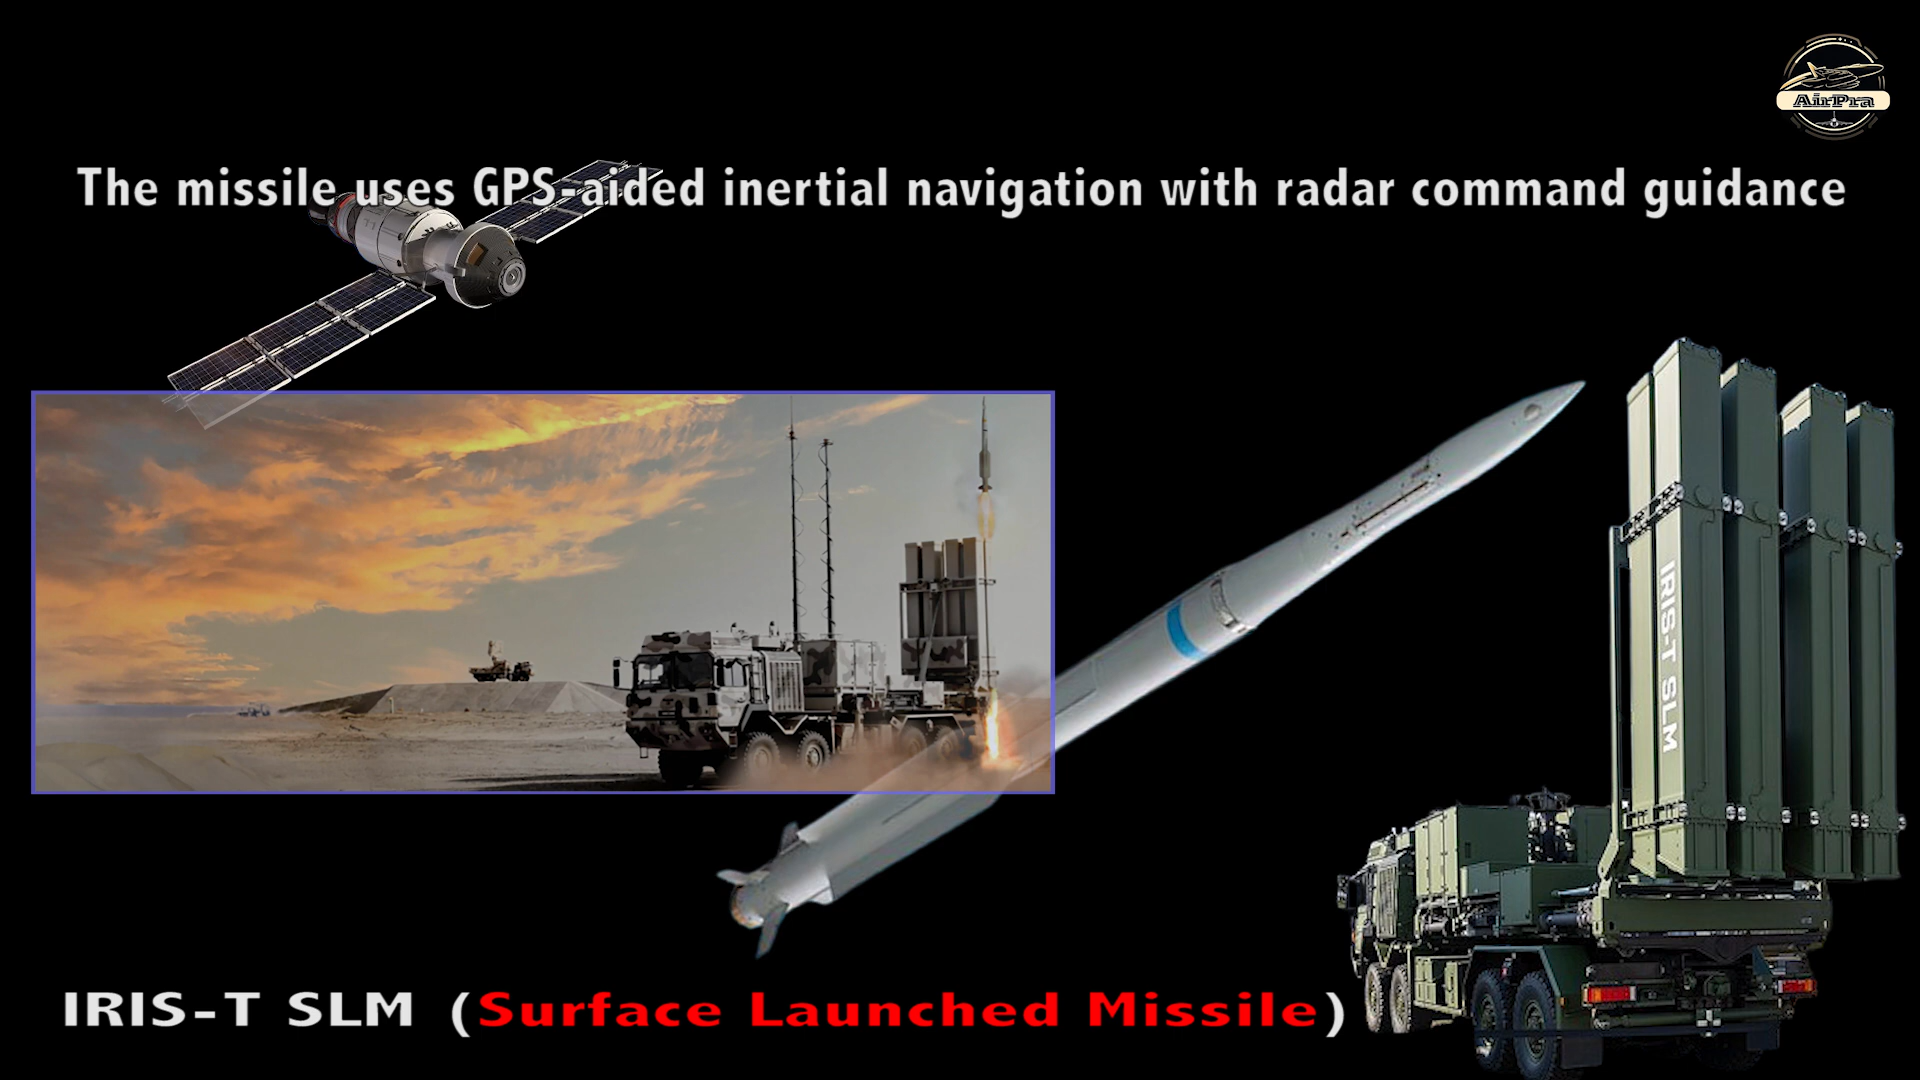 AirPra
The missile uses GPS-aided inertial navigation with radar command guidance
IRIS-T SLM
IRIS-T SLM (Surface Launched Missile)